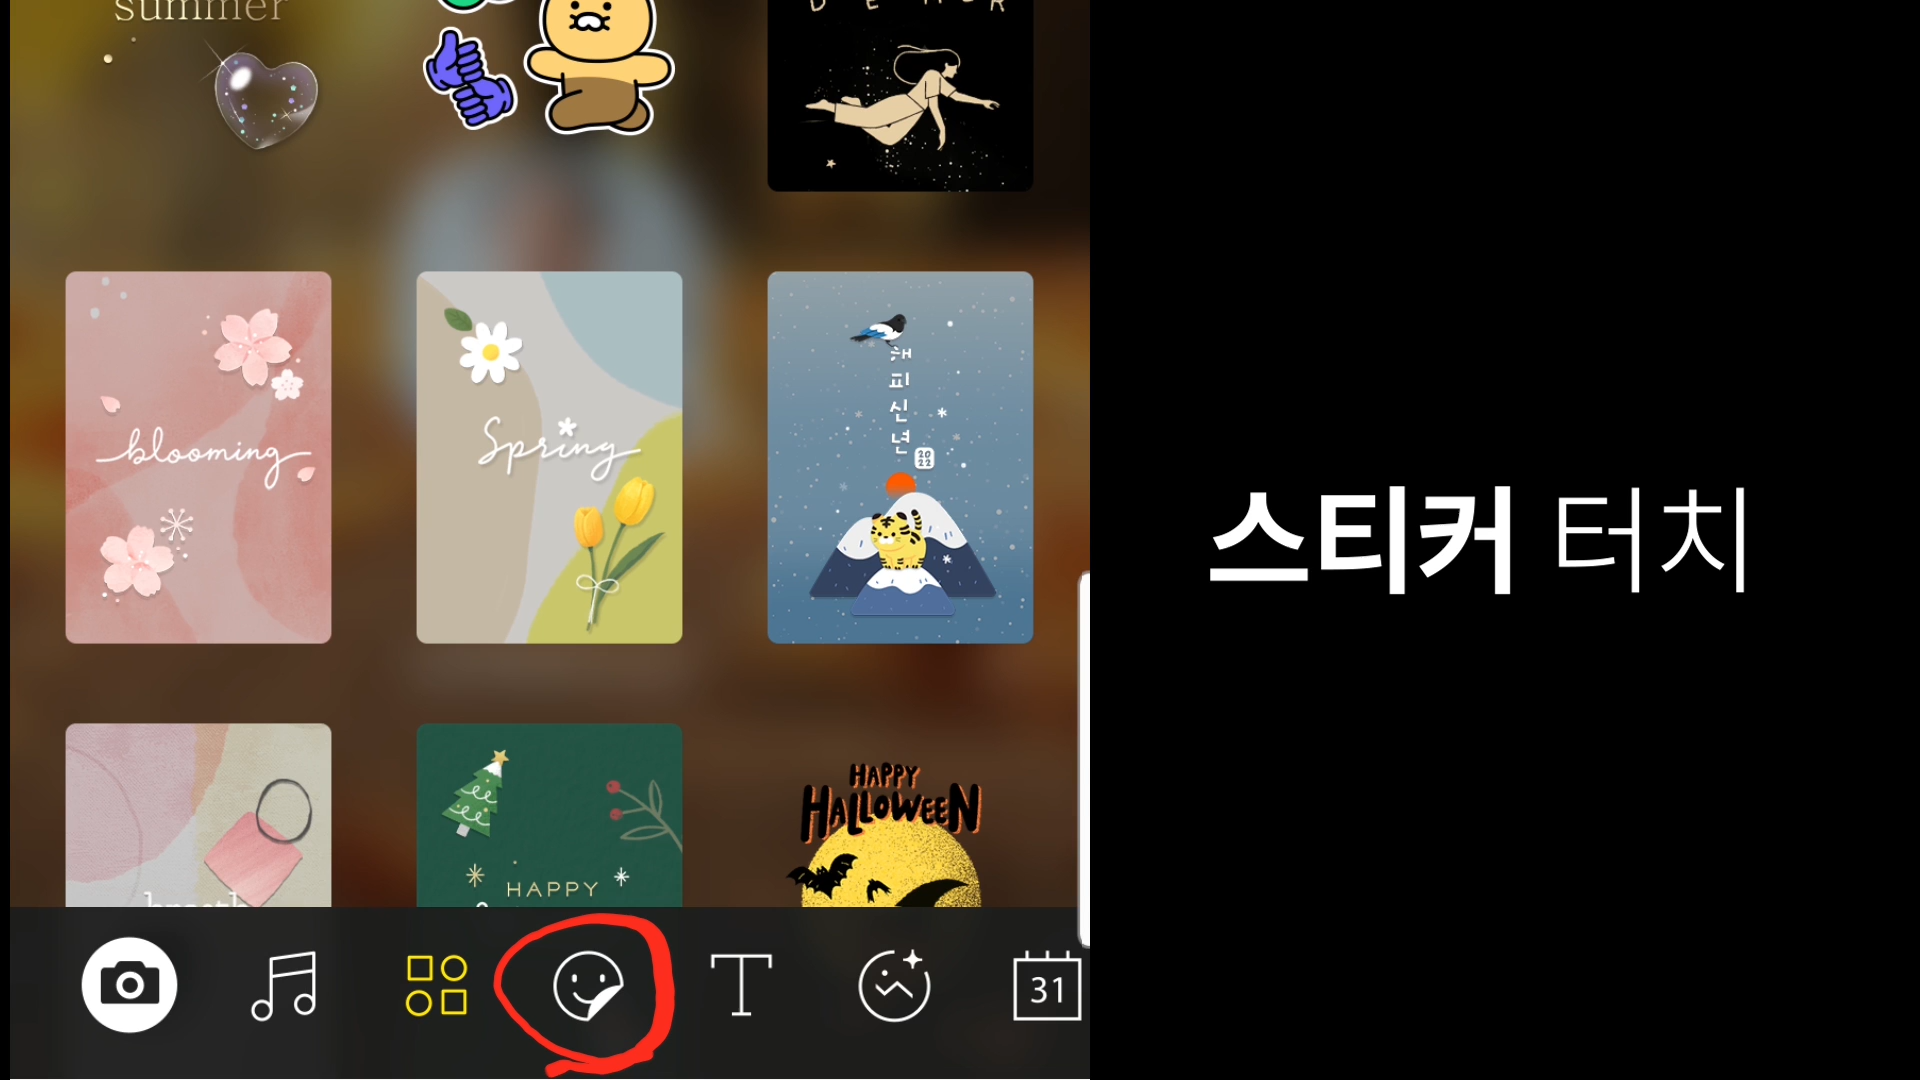 summer
blooming
Spring
해
피
신
년
2022
HAPPY
HALLOWEEN
HAPPY
T
31
스티커 터치